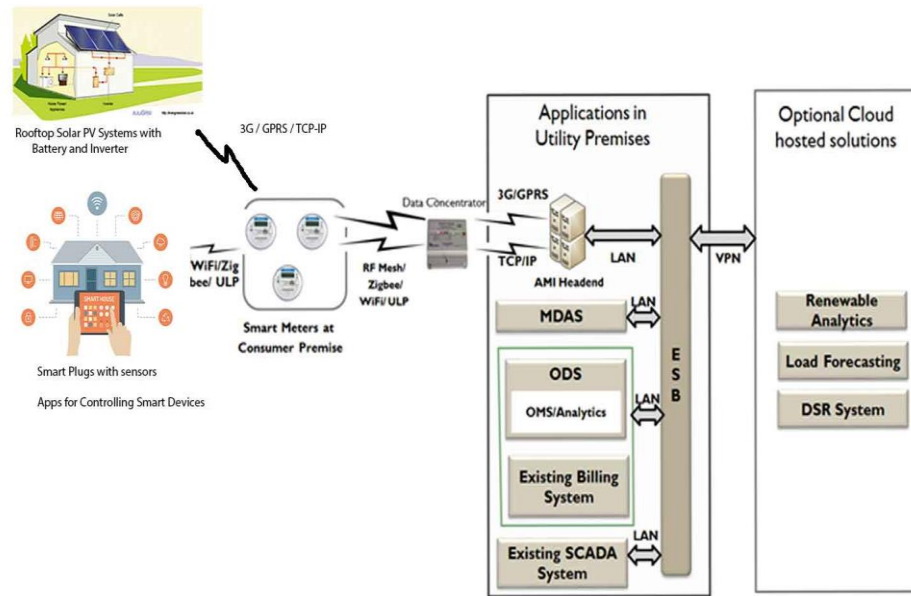 Rooftop Solar PV Systems with
Battery and Inverter
3G / GPRS / TCP-IP
SMART HOUSE
WiFi/Zig
bee/ ULP
Smart Plugs with sensors
Apps for Controlling Smart Devices
Smart Meters at
Consumer Premise
RF Mesh/
Zigbee/
WiFi/ ULP
Data Concentrator
Applications in
Utility Premises
3G/GPRS
TCP/IP
AMI Headend
LAN
MDAS
LAN
ODS
OMS/Analytics
LAN
Existing Billing
System
Existing SCADA
System
LAN
E
S
B
VPN
Optional Cloud
hosted solutions
Renewable
Analytics
Load Forecasting
DSR System